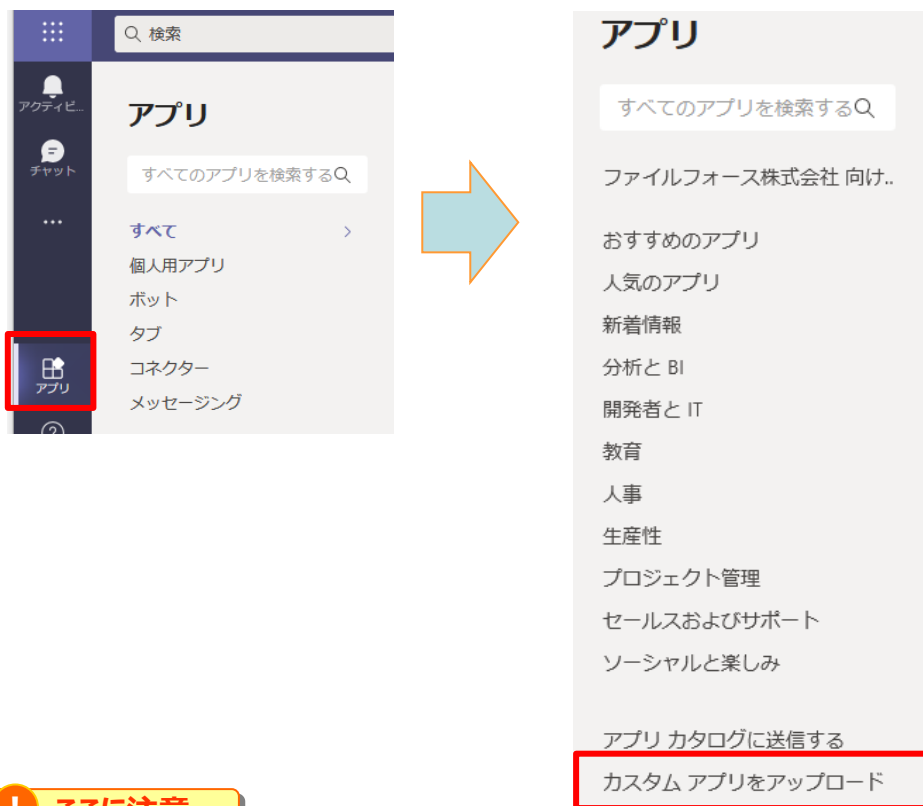 検索
アクティビ...
チャット
アプリ
すべてのアプリを検索する
すべて
個人用アプリ
ボット
タブ
コネクター
メッセージング
アプリ
アプリ
すべてのアプリを検索する
ファイルフォース株式会社 向け..
おすすめのアプリ
人気のアプリ
新着情報
分析と BI
開発者と IT
教育
人事
生産性
プロジェクト管理
セールスおよびサポート
ソーシャルと楽しみ
アプリ カタログに送信する
カスタム アプリをアップロード
! ここに注意